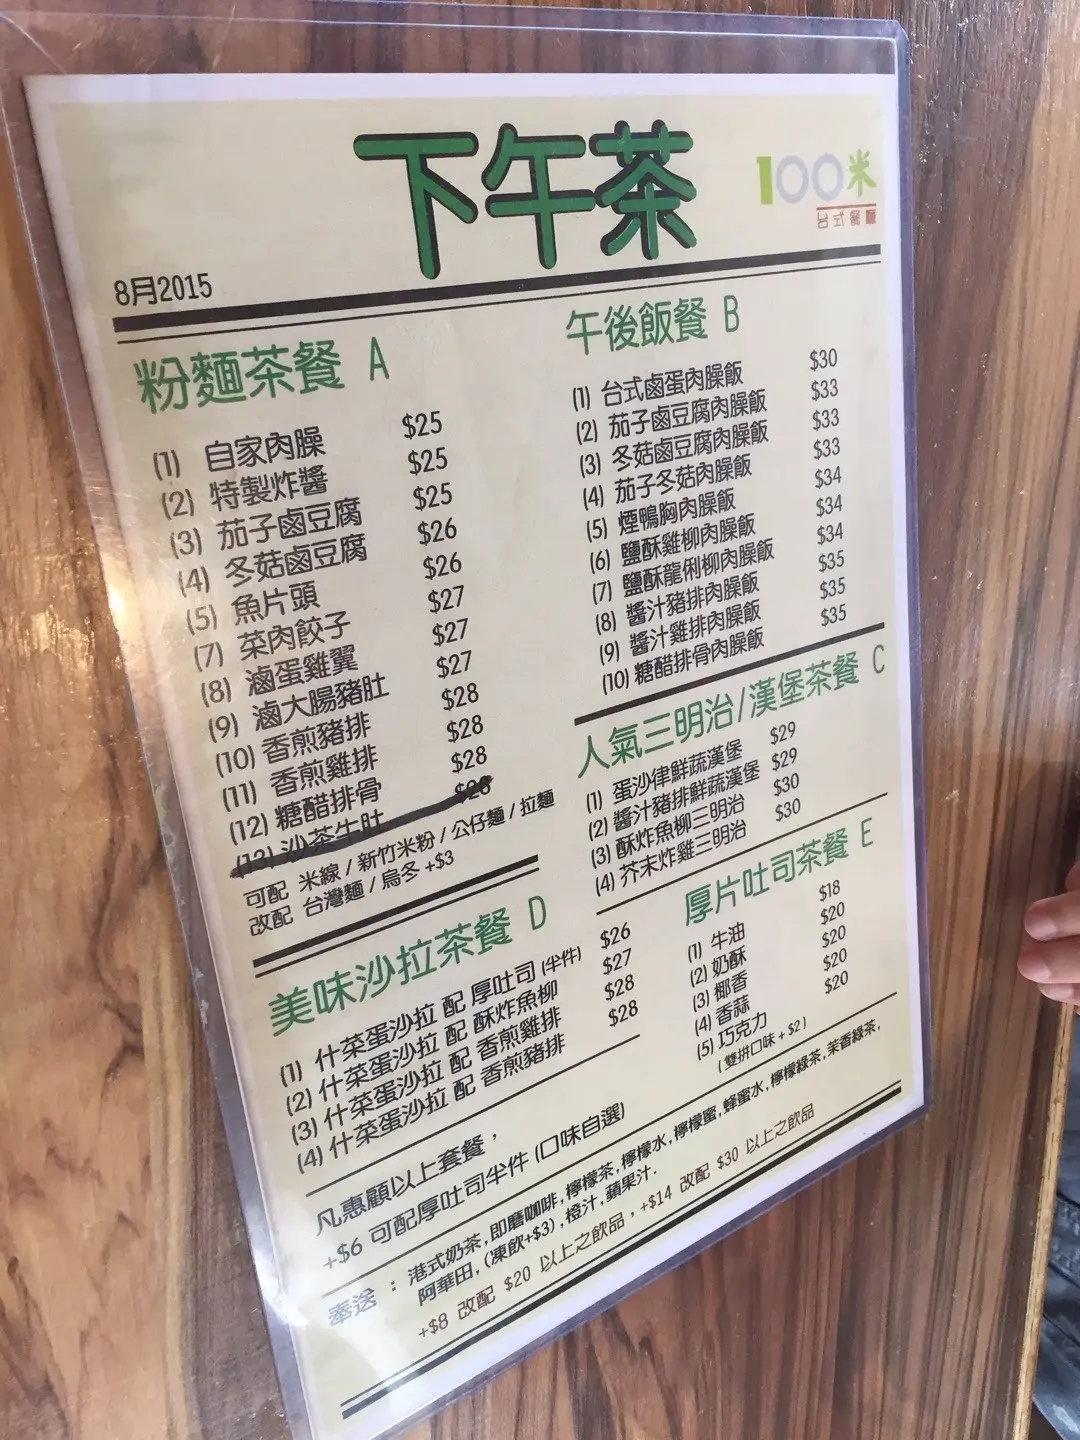 下午茶
100米
台式餐廳
8月2015
粉麵茶餐 A
(1) 自家肉臊 $25
(2) 特製炸醬 $25
(3) 茄子鹵豆腐 $25
(4) 冬菇鹵豆腐 $26
(5) 魚片頭 $26
(7) 菜肉餃子 $27
(8) 滷蛋雞翼 $27
(9) 滷大腸豬肚 $27
(10) 香煎豬排 $28
(11) 香煎雞排 $28
(12) 糖醋排骨 $28
(13) 沙茶牛肚 $28
可配 米線 / 新竹米粉 / 公仔麵 / 拉麵
改配 台灣麵 / 烏冬 +$3
午後飯餐 B
(1) 台式鹵蛋肉臊飯 $30
(2) 茄子鹵豆腐肉臊飯 $33
(3) 冬菇鹵豆腐肉臊飯 $33
(4) 茄子冬菇肉臊飯 $33
(5) 煙鴨胸肉臊飯 $34
(6) 鹽酥雞柳肉臊飯 $34
(7) 鹽酥龍俐柳肉臊飯 $34
(8) 醬汁豬排肉臊飯 $35
(9) 醬汁雞排肉臊飯 $35
(10) 糖醋排骨肉臊飯 $35
人氣三明治/漢堡茶餐 C
(1) 蛋沙律鮮蔬漢堡 $29
(2) 醬汁豬排鮮蔬漢堡 $29
(3) 酥炸魚柳三明治 $30
(4) 芥末炸雞三明治 $30
美味沙拉茶餐 D
(1) 什菜蛋沙拉 配 厚吐司 (半件) $26
(2) 什菜蛋沙拉 配 酥炸魚柳 $27
(3) 什菜蛋沙拉 配 香煎雞排 $28
(4) 什菜蛋沙拉 配 香煎豬排 $28
厚片吐司茶餐 E
(1) 牛油 $18
(2) 奶酥 $20
(3) 椰香 $20
(4) 香蒜 $20
(5) 巧克力 $20
(雙拼口味 + $2)
凡惠顧以上套餐，
+$6 可配厚吐司半件 (口味自選)
奉送 : 港式奶茶,即磨咖啡,檸檬茶,檸檬水,檸檬蜜,蜂蜜水,檸檬綠茶,茉香綠茶,
阿華田,(凍飲+$3),橙汁,蘋果汁.
+$8 改配 $20 以上之飲品，+$14 改配 $30 以上之飲品